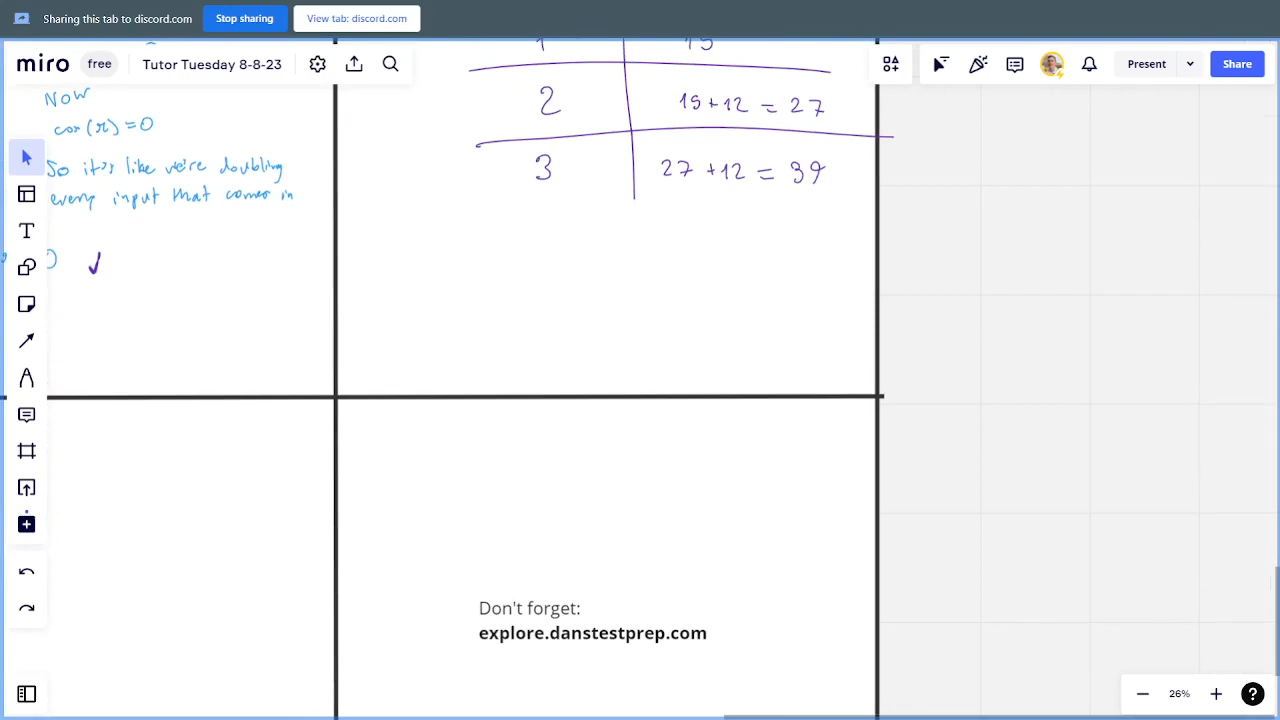 Sharing this tab to discord.com
Stop sharing
View tab: discord.com
miro
free
Tutor Tuesday 8-8-23
Present
Share
Now
cos(x)=0
So it's like we're doubling
every input that comes in
1 15
2 15+12=27
3 27+12=39
Don't forget:
explore.danstestprep.com
26%